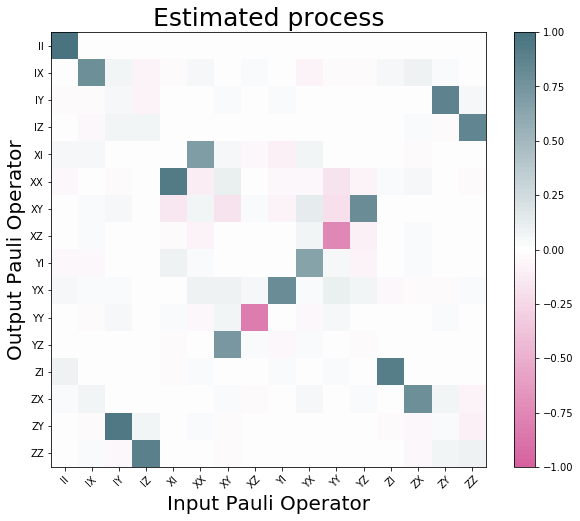 Estimated process
Output Pauli Operator
II
IX
IY
IZ
XI
XX
XY
XZ
YI
YX
YY
YZ
ZI
ZX
ZY
ZZ
II IX IY IZ XI XX XY XZ YI YX YY YZ ZI ZX ZY ZZ
Input Pauli Operator
1.00
0.75
0.50
0.25
0.00
−0.25
−0.50
−0.75
−1.00